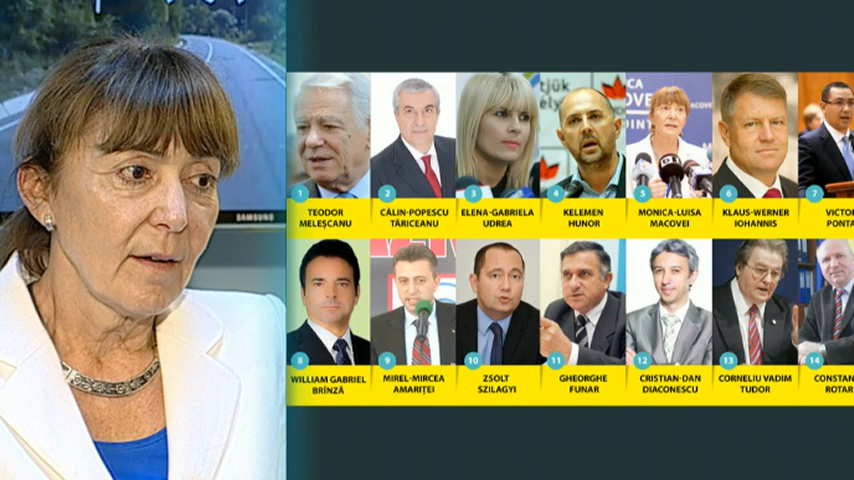 SAMSUNG
1 2 3 4 5 6 7
TEODOR MELEȘCANU
CĂLIN-POPESCU TĂRICEANU
ELENA-GABRIELA UDREA
KELEMEN HUNOR
MONICA-LUISA MACOVEI
KLAUS-WERNER IOHANNIS
VICTOR PONTA
8 9 10 11 12 13 14
WILLIAM GABRIEL BRÎNZĂ
MIREL-MIRCEA AMARIȚEI
ZSOLT SZILAGYI
GHEORGHE FUNAR
CRISTIAN-DAN DIACONESCU
CORNELIU VADIM TUDOR
CONSTAN
ROTAR